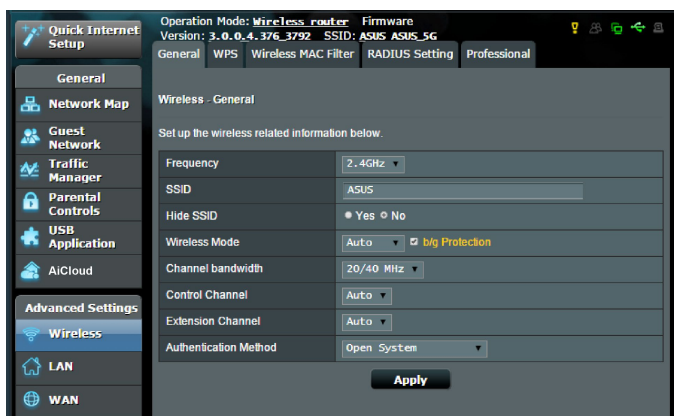 Quick Internet
Setup
Operation Mode: Wireless router Firmware
Version: 3.0.0.4.376_3792 SSID: ASUS ASUS_5G
General WPS Wireless MAC Filter RADIUS Setting Professional
General
Network Map
Guest
Network
Traffic
Manager
Parental
Controls
USB
Application
AiCloud
Advanced Settings
Wireless
LAN
WAN
Wireless - General
Set up the wireless related information below.
Frequency 2.4GHz
SSID ASUS
Hide SSID Yes No
Wireless Mode Auto b/g Protection
Channel bandwidth 20/40 MHz
Control Channel Auto
Extension Channel Auto
Authentication Method Open System
Apply